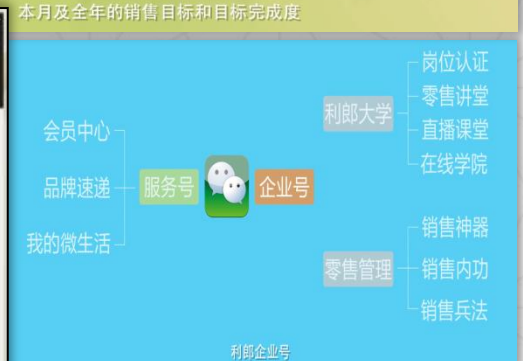 本月及全年的销售目标和目标完成度
会员中心
品牌速递
我的微生活
服务号
企业号
利郎大学
岗位认证
零售讲堂
直播课堂
在线学院
零售管理
销售神器
销售内功
销售兵法
利郎企业号